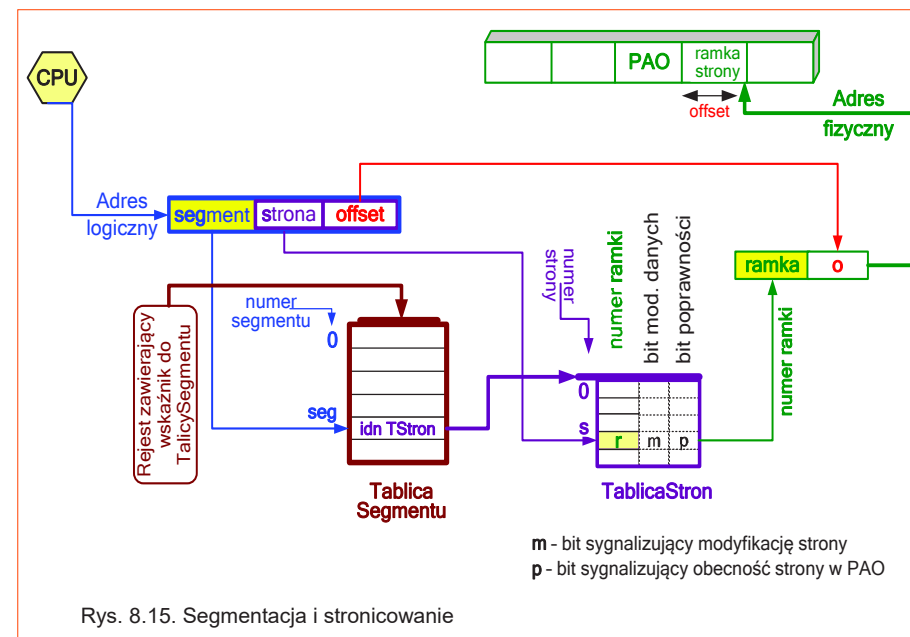 CPU
PAO
ramka
strony
offset
Adres
fizyczny
Adres
logiczny
segment strona offset
numer
strony
numer ramki
bit mod. danych
bit poprawności
ramka o
numer ramki
Rejest zawierający
wskaźnik do
TalicySegmentu
numer
segmentu
0
seg
idn TStron
Tablica
Segmentu
0
s
r m p
TablicaStron
m - bit sygnalizujący modyfikację strony
p - bit sygnalizujący obecność strony w PAO
Rys. 8.15. Segmentacja i stronicowanie